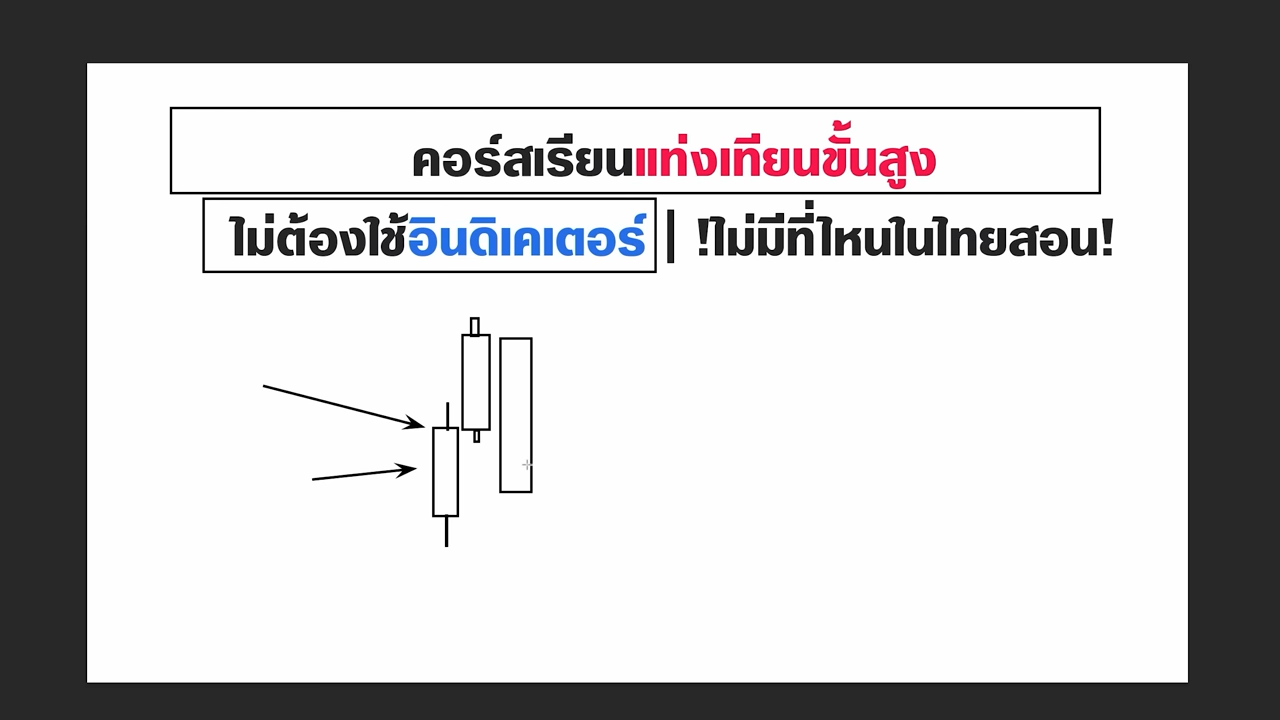 คอร์สเรียนแท่งเทียนขั้นสูง
ไม่ต้องใช้อินดิเคเตอร์ | !ไม่มีที่ไหนในไทยสอน!